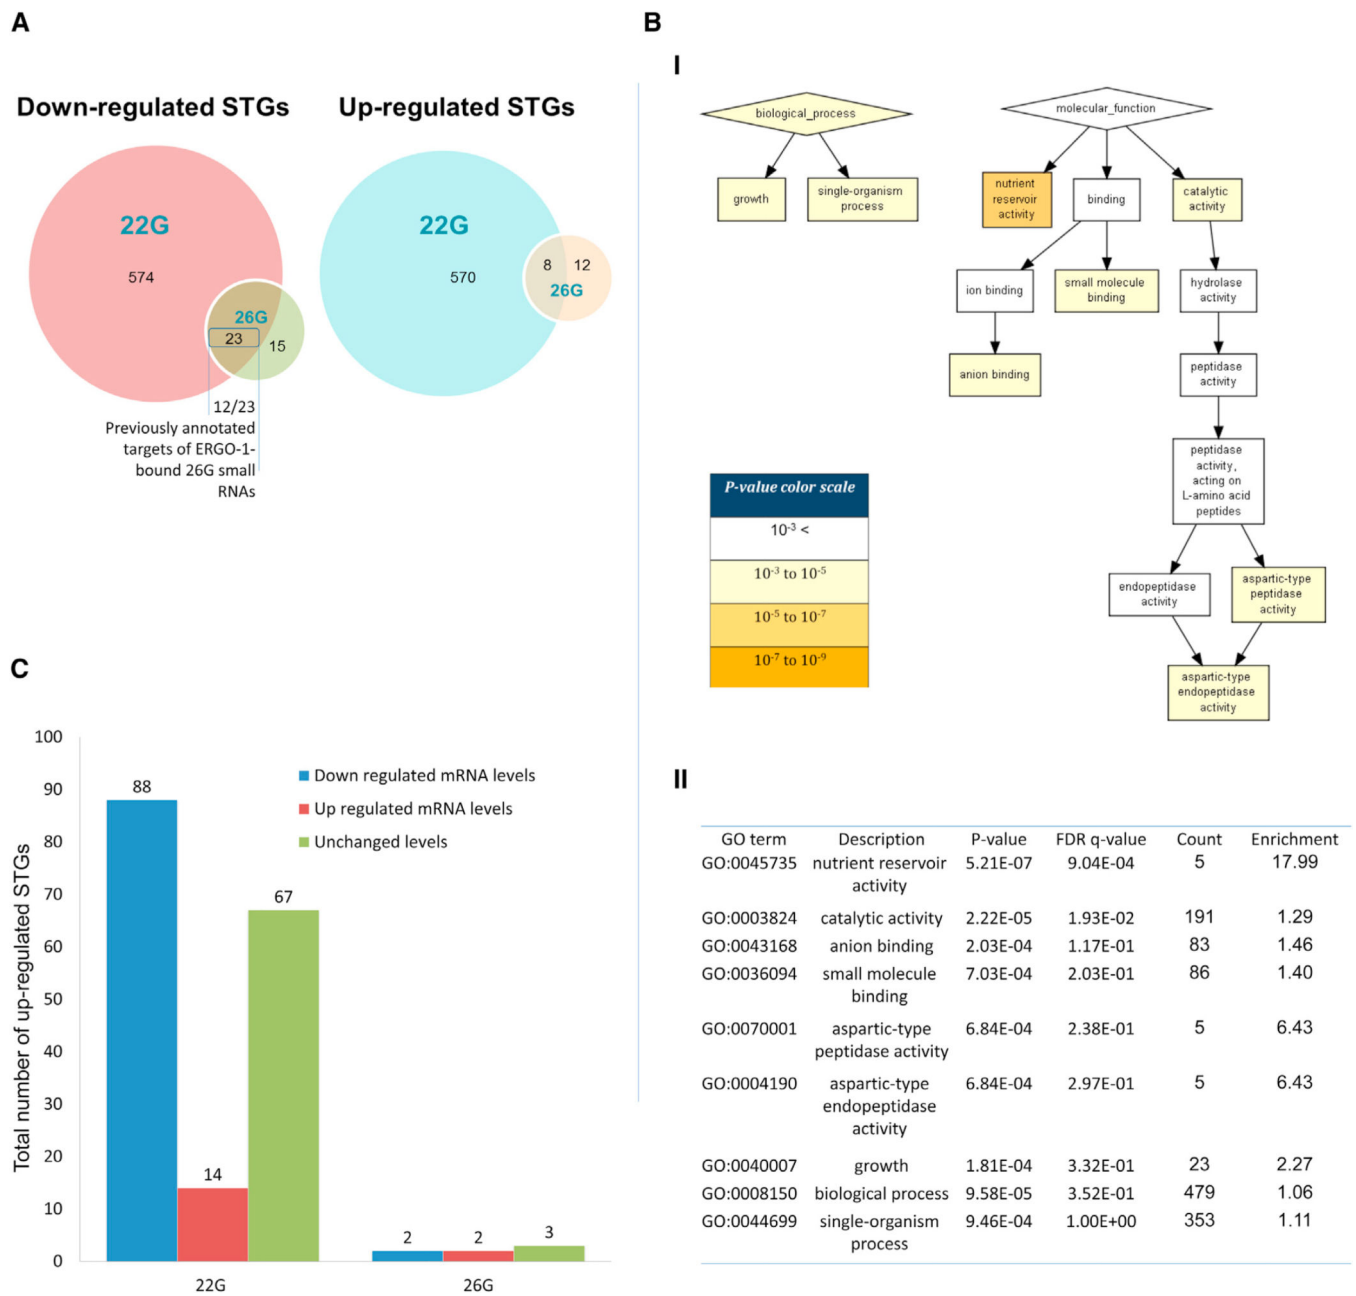 A
Down-regulated STGs
Up-regulated STGs
22G
574
26G
23
15
12/23
Previously annotated
targets of ERGO-1-
bound 26G small
RNAs
22G
570
8
12
26G
B
I
biological_process
growth
single-organism
process
molecular_function
nutrient
reservoir
activity
binding
catalytic
activity
ion binding
small molecule
binding
hydrolase
activity
anion binding
peptidase
activity
peptidase
activity,
acting on
L-amino acid
peptides
endopeptidase
activity
aspartic-type
peptidase
activity
aspartic-type
endopeptidase
activity
P-value color scale
10⁻³ <
10⁻³ to 10⁻⁵
10⁻⁵ to 10⁻⁷
10⁻⁷ to 10⁻⁹
II
GO term Description P-value FDR q-value Count Enrichment
GO:0045735 nutrient reservoir 5.21E-07 9.04E-04 5 17.99
activity
GO:0003824 catalytic activity 2.22E-05 1.93E-02 191 1.29
GO:0043168 anion binding 2.03E-04 1.17E-01 83 1.46
GO:0036094 small molecule 7.03E-04 2.03E-01 86 1.40
binding
GO:0070001 aspartic-type 6.84E-04 2.38E-01 5 6.43
peptidase activity
GO:0004190 aspartic-type 6.84E-04 2.97E-01 5 6.43
endopeptidase
activity
GO:0040007 growth 1.81E-04 3.32E-01 23 2.27
GO:0008150 biological process 9.58E-05 3.52E-01 479 1.06
GO:0044699 single-organism 9.46E-04 1.00E+00 353 1.11
process
C
Total number of up-regulated STGs
100
90
80
70
60
50
40
30
20
10
0
Down regulated mRNA levels
Up regulated mRNA levels
Unchanged levels
88
14
67
2
2
3
22G
26G